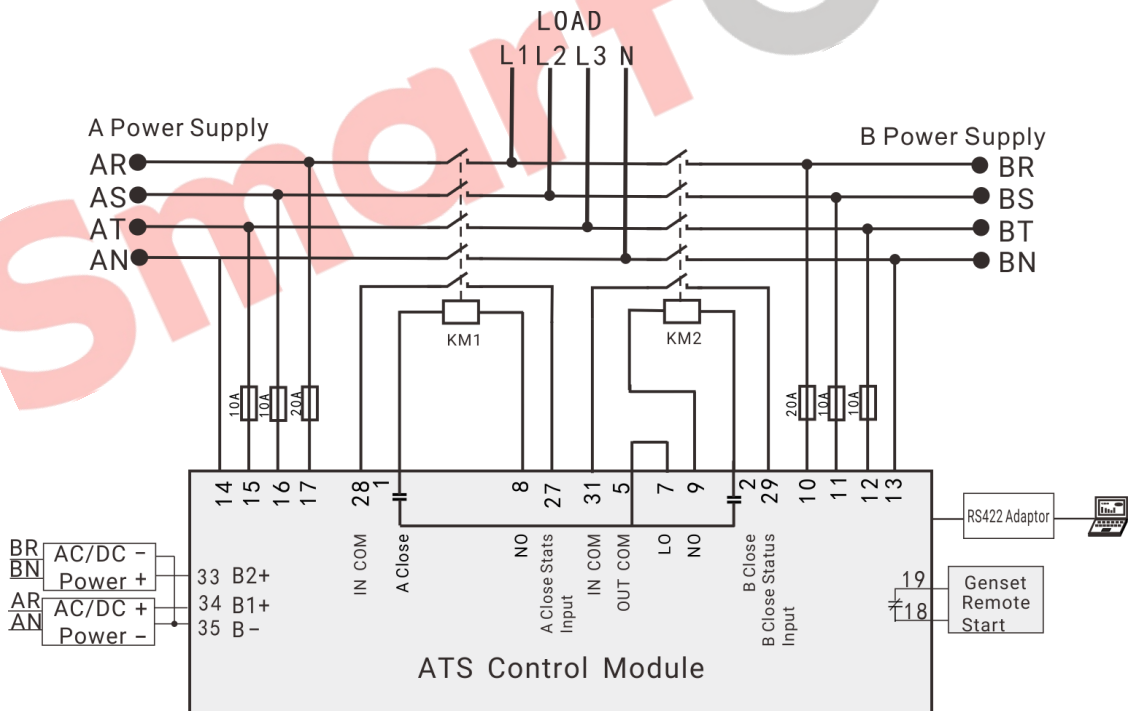 Smart
LOAD
L1 L2 L3 N
A Power Supply
B Power Supply
AR
AS
AT
AN
BR
BS
BT
BN
KM1
KM2
10A
10A
20A
20A
10A
10A
14
15
16
17
28
1
8
27
31
5
7
9
2
29
10
11
12
13
IN COM
A Close
NO
A Close Stats
Input
IN COM
OUT COM
LO
NO
B Close
B Close Status
Input
RS422 Adaptor
BR
BN
AC/DC −
Power +
AR
AN
AC/DC +
Power −
33 B2+
34 B1+
35 B−
19
18
Genset
Remote
Start
ATS Control Module